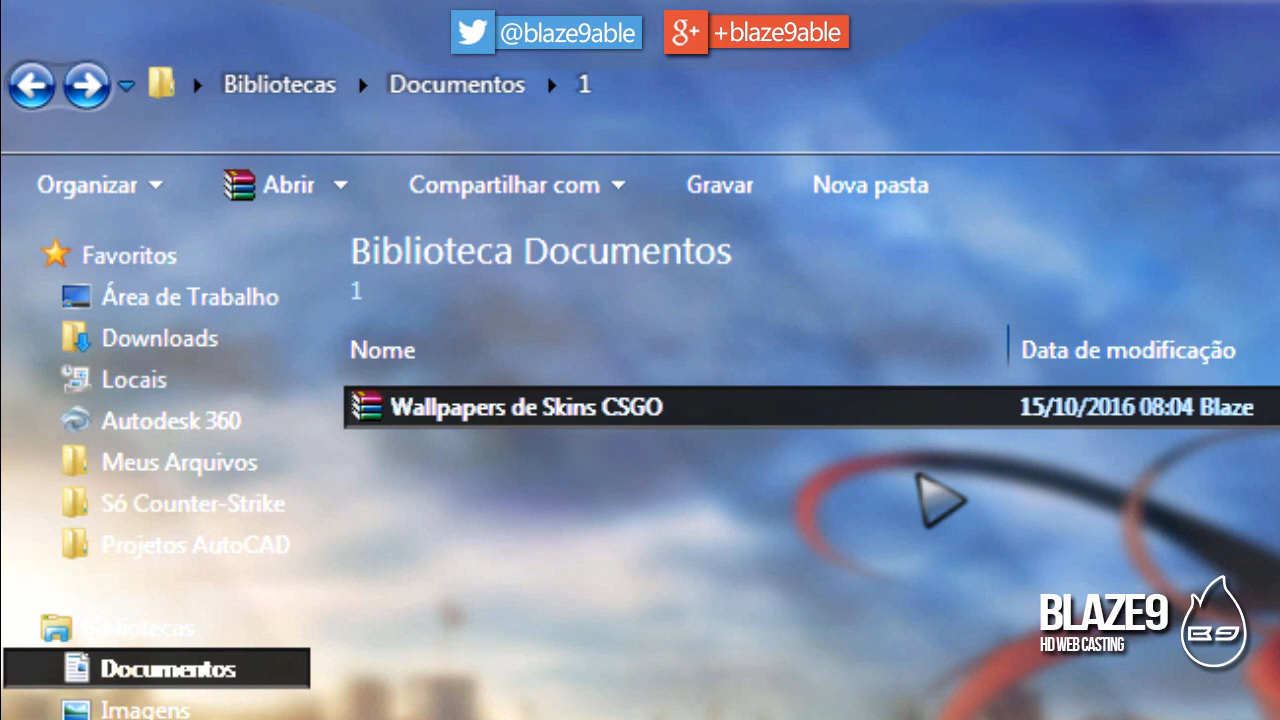 @blaze9able
g+ +blaze9able
Bibliotecas Documentos 1
Organizar Abrir Compartilhar com Gravar Nova pasta
Favoritos
Área de Trabalho
Downloads
Locais
Autodesk 360
Meus Arquivos
Só Counter-Strike
Projetos AutoCAD
Bibliotecas
Documentos
Imagens
Biblioteca Documentos
1
Nome Data de modificação
Wallpapers de Skins CSGO 15/10/2016 08:04 Blaze
BLAZE9
HD WEB CASTING
B9